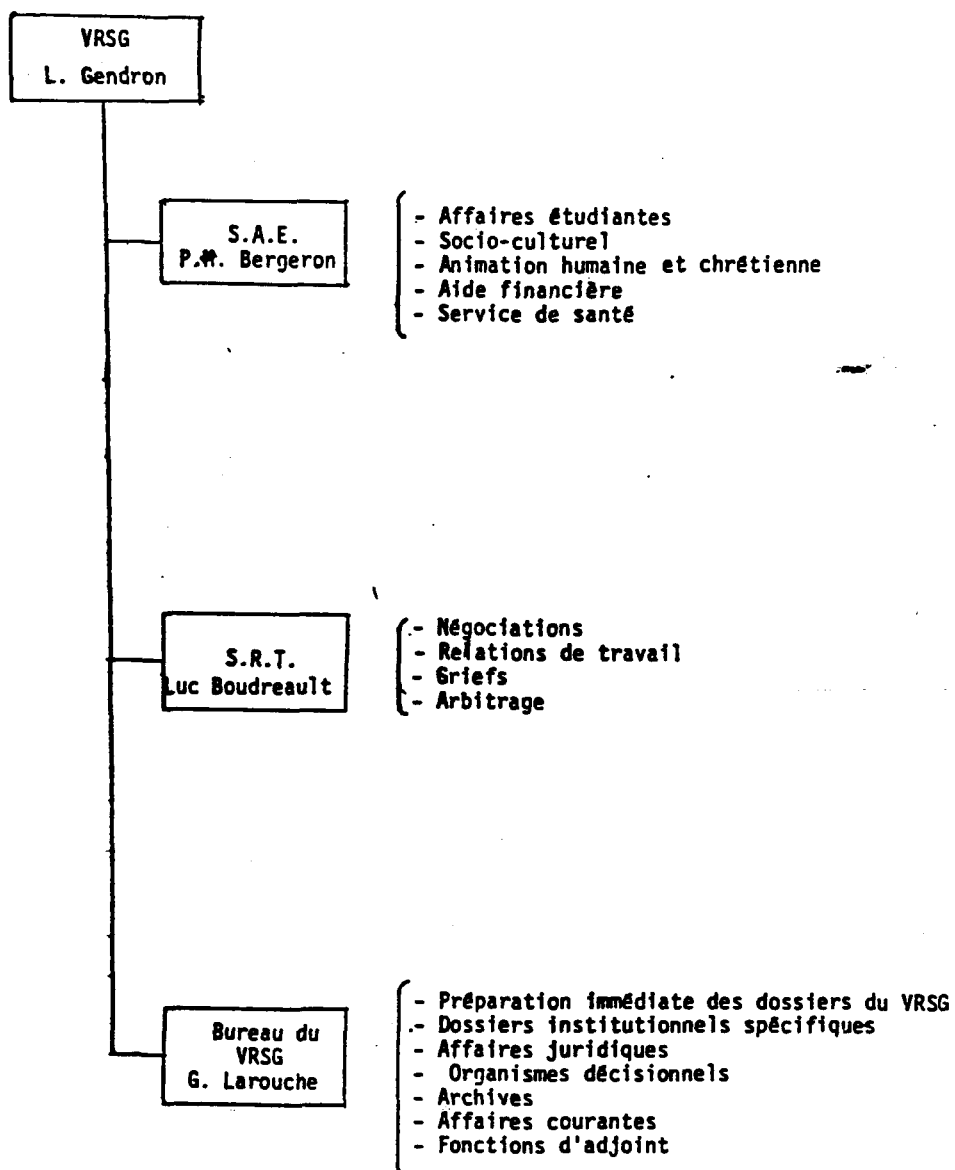 VRSG
L. Gendron
S.A.E.
P.M. Bergeron
- Affaires étudiantes
- Socio-culturel
- Animation humaine et chrétienne
- Aide financière
- Service de santé
S.R.T.
Luc Boudreault
- Négociations
- Relations de travail
- Griefs
- Arbitrage
Bureau du
VRSG
G. Larouche
- Préparation immédiate des dossiers du VRSG
- Dossiers institutionnels spécifiques
- Affaires juridiques
- Organismes décisionnels
- Archives
- Affaires courantes
- Fonctions d'adjoint